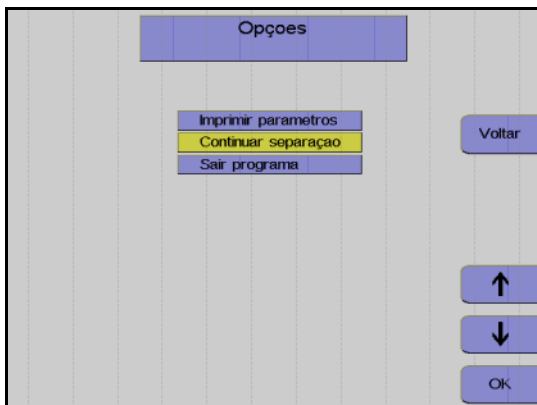 Opçoes
Imprimir parametros
Continuar separaçao
Sair programa
Voltar
↑
↓
OK